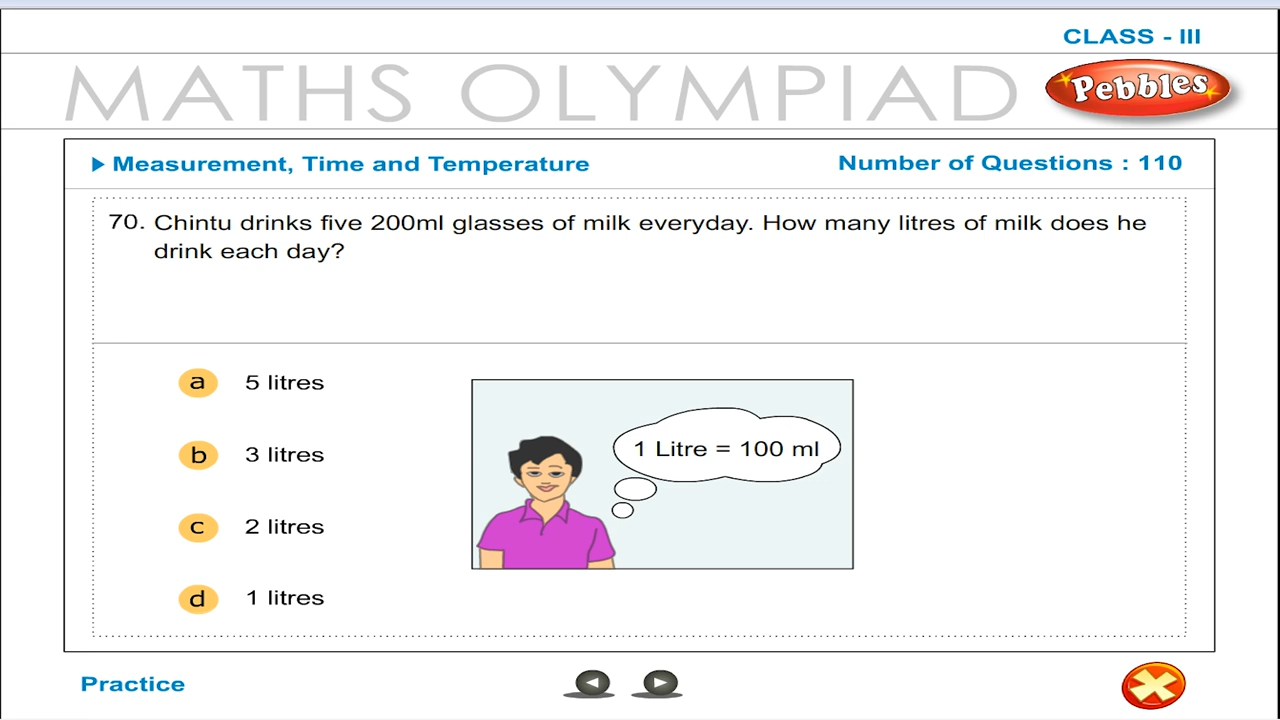 CLASS - III
MATHS OLYMPIAD
Pebbles
Measurement, Time and Temperature
Number of Questions : 110
70. Chintu drinks five 200ml glasses of milk everyday. How many litres of milk does he
drink each day?
a 5 litres
b 3 litres
c 2 litres
d 1 litres
1 Litre = 100 ml
Practice